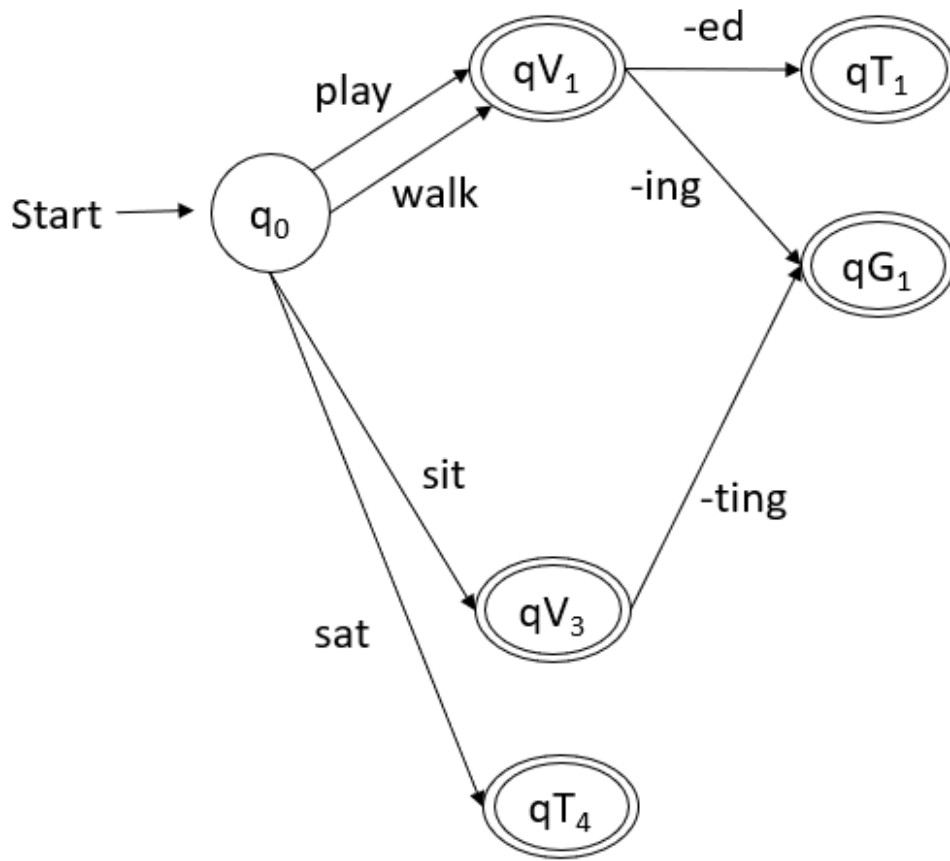 -ed
qV₁
qT₁
play
walk
-ing
Start
q₀
qG₁
sit
-ting
sat
qV₃
qT₄